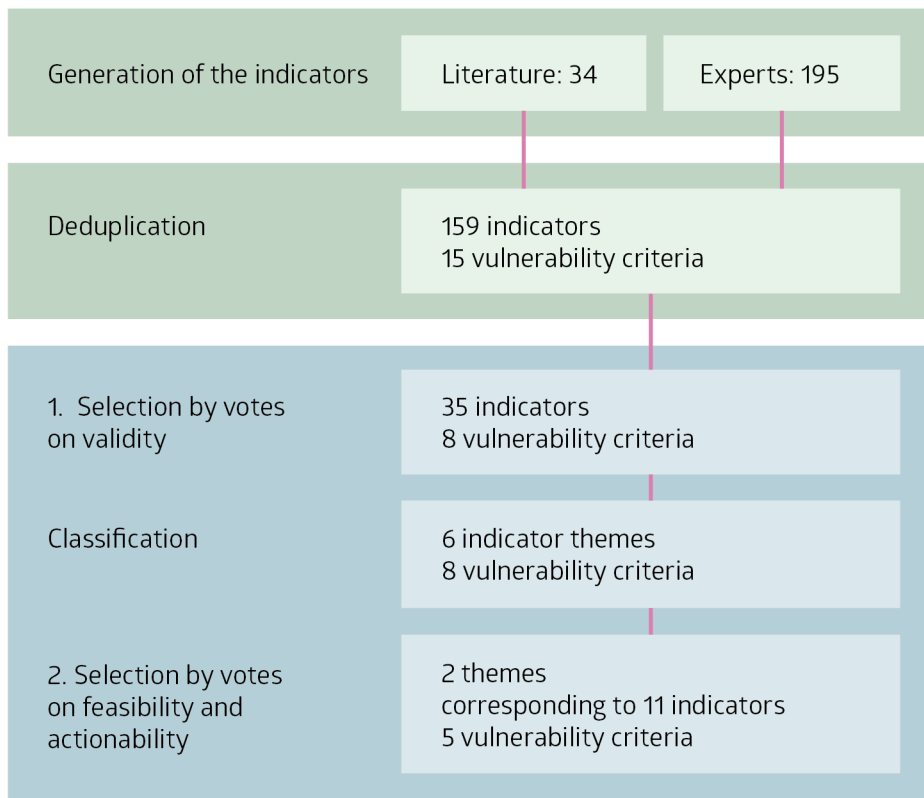 Generation of the indicators
Literature: 34
Experts: 195
Deduplication
159 indicators
15 vulnerability criteria
1. Selection by votes
on validity
35 indicators
8 vulnerability criteria
Classification
6 indicator themes
8 vulnerability criteria
2. Selection by votes
on feasibility and
actionability
2 themes
corresponding to 11 indicators
5 vulnerability criteria